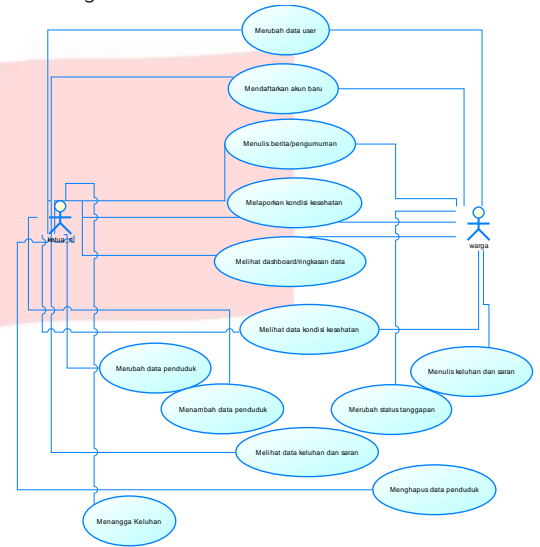 Merubah data user
Mendaftarkan akun baru
Menulis berita/pengumuman
Melaporkan kondisi kesehatan
ketua_rt
warga
Melihat dashboard/ringkasan data
Melihat data kondisi kesehatan
Merubah data penduduk
Menulis keluhan dan saran
Menambah data penduduk
Merubah status tanggapan
Melihat data keluhan dan saran
Menghapus data penduduk
Menangga Keluhan